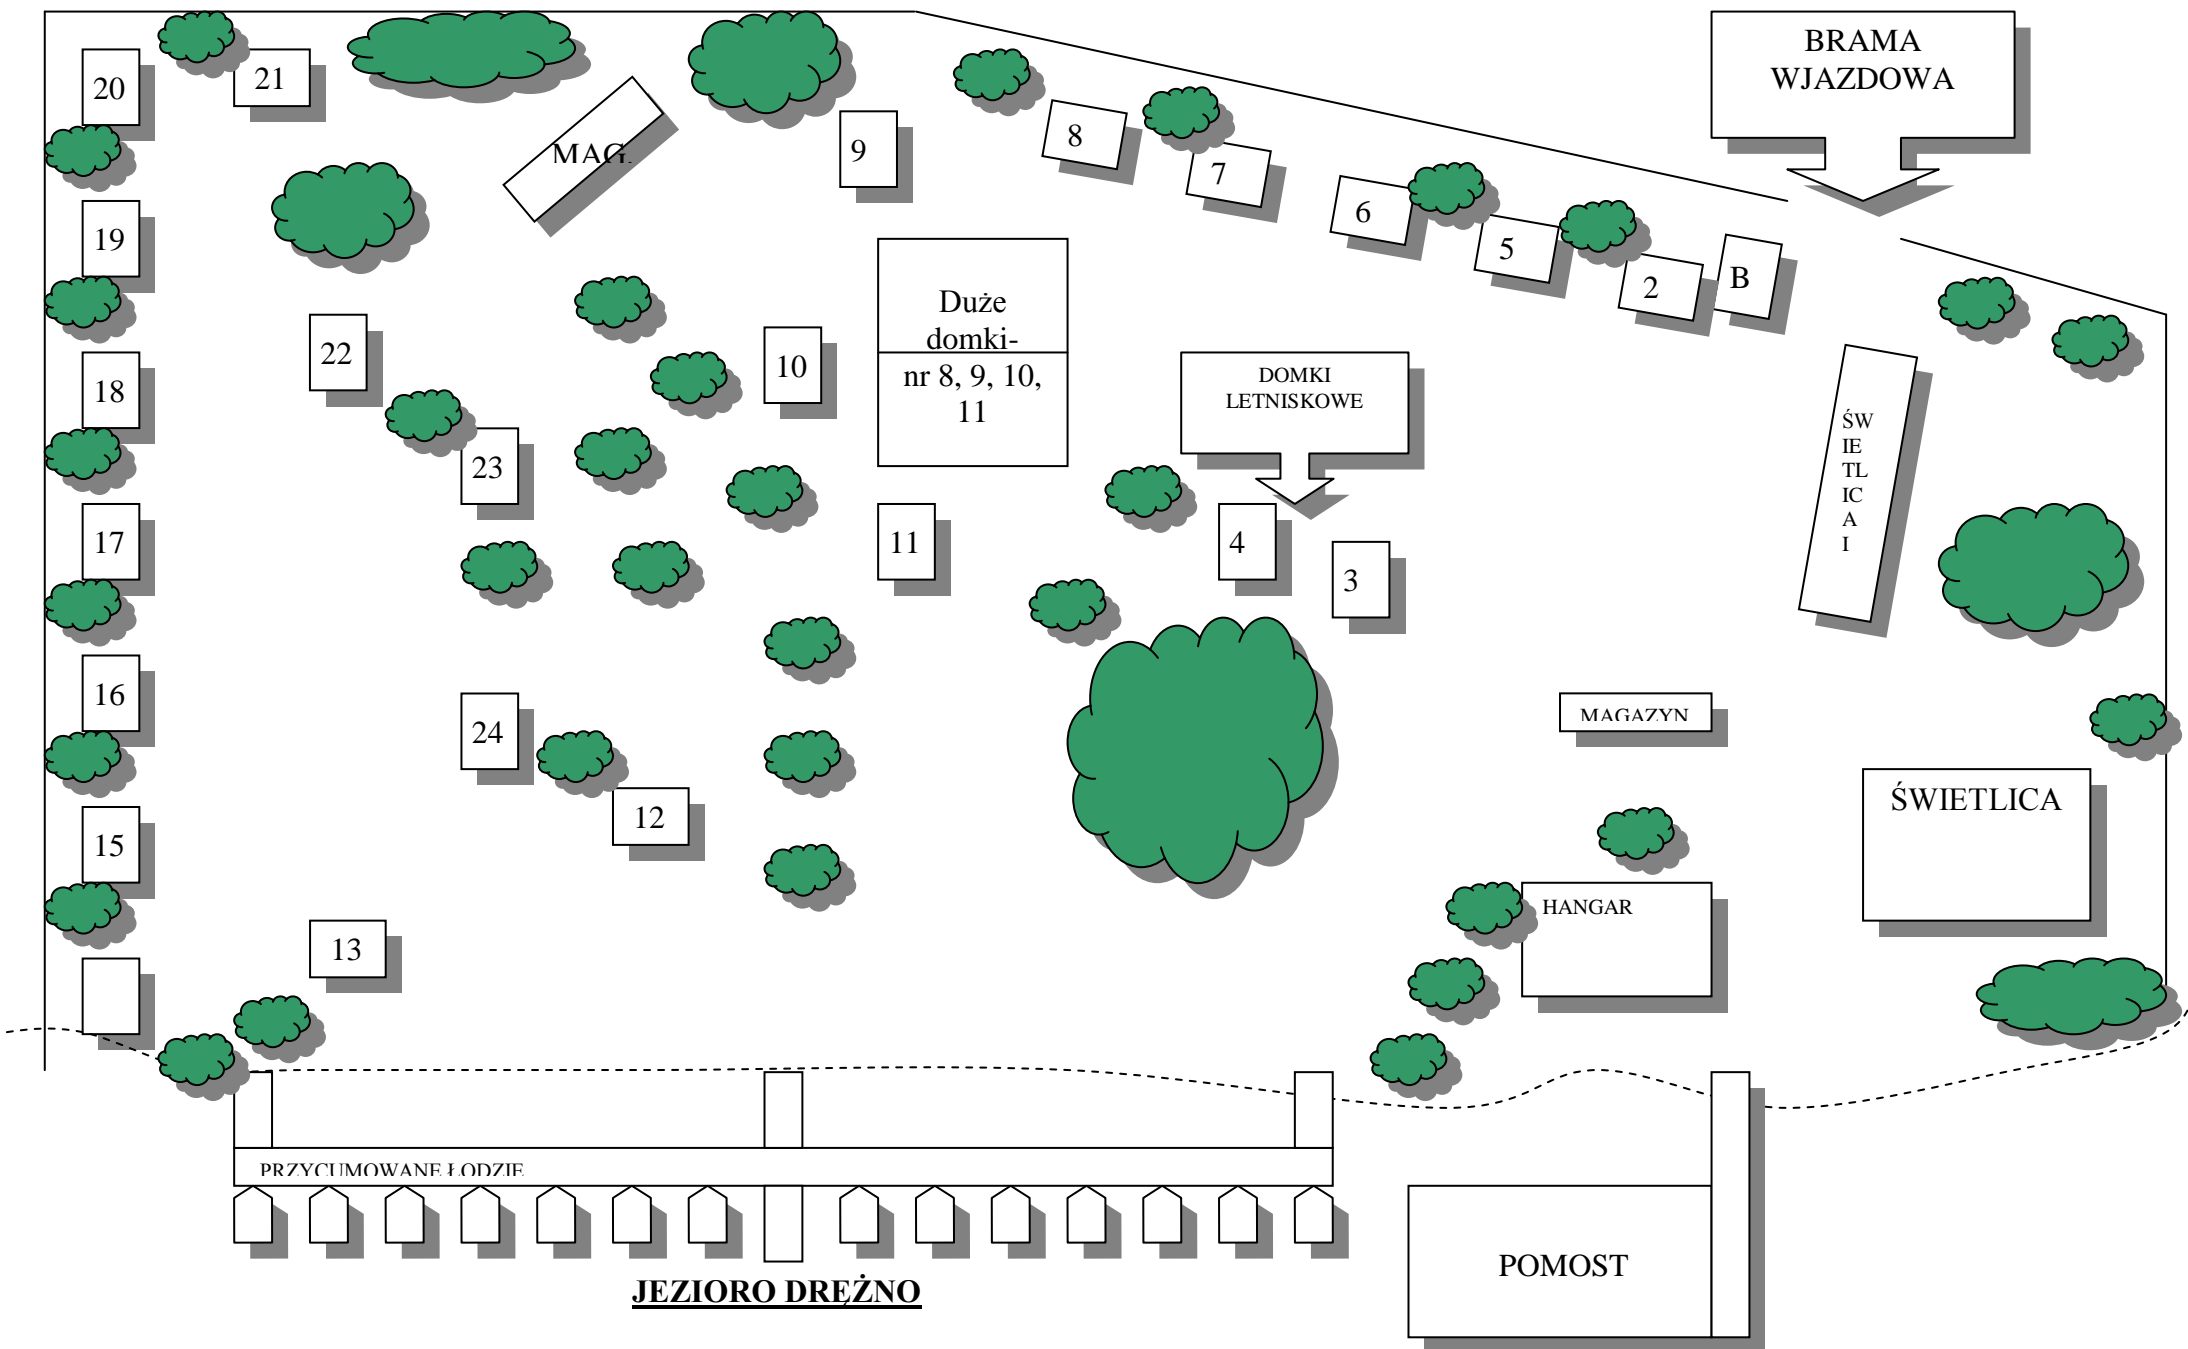 BRAMA
WJAZDOWA
20
21
MAG.
9
8
7
6
5
2
B
19
22
18
10
Duże
domki-
nr 8, 9, 10,
11
DOMKI
LETNISKOWE
ŚW
IE
TL
IC
A
I
23
17
11
4
3
16
24
12
MAGAZYN
ŚWIETLICA
15
13
HANGAR
PRZYCUMOWANE ŁODZIE
POMOST
JEZIORO DRĘŻNO